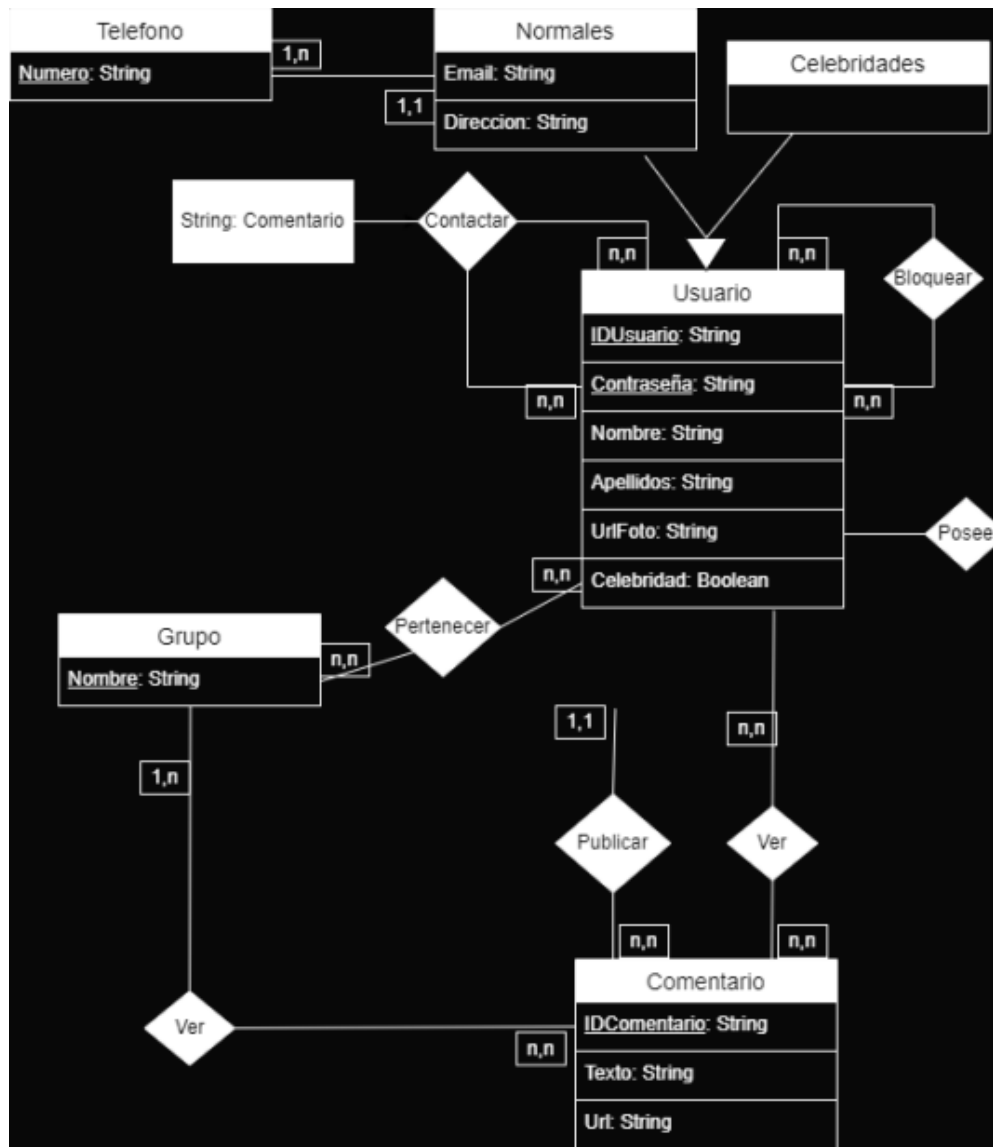 Telefono
Numero: String
1,n
Normales
Email: String
1,1
Direccion: String
Celebridades
String: Comentario
Contactar
n,n
n,n
Bloquear
Usuario
IDUsuario: String
Contraseña: String
n,n
n,n
Nombre: String
Apellidos: String
UrlFoto: String
Posee
n,n
Celebridad: Boolean
Pertenecer
Grupo
n,n
Nombre: String
1,1
n,n
1,n
Publicar
Ver
n,n
n,n
Comentario
Ver
IDComentario: String
n,n
Texto: String
Url: String